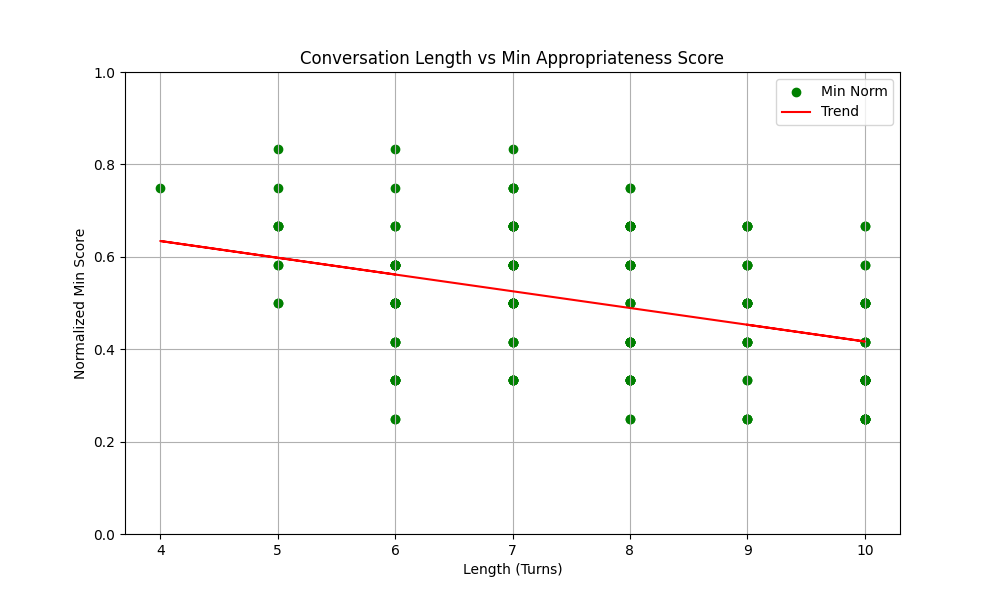 Conversation Length vs Min Appropriateness Score
Min Norm
Trend
Normalized Min Score
1.0
0.8
0.6
0.4
0.2
0.0
4 5 6 7 8 9 10
Length (Turns)